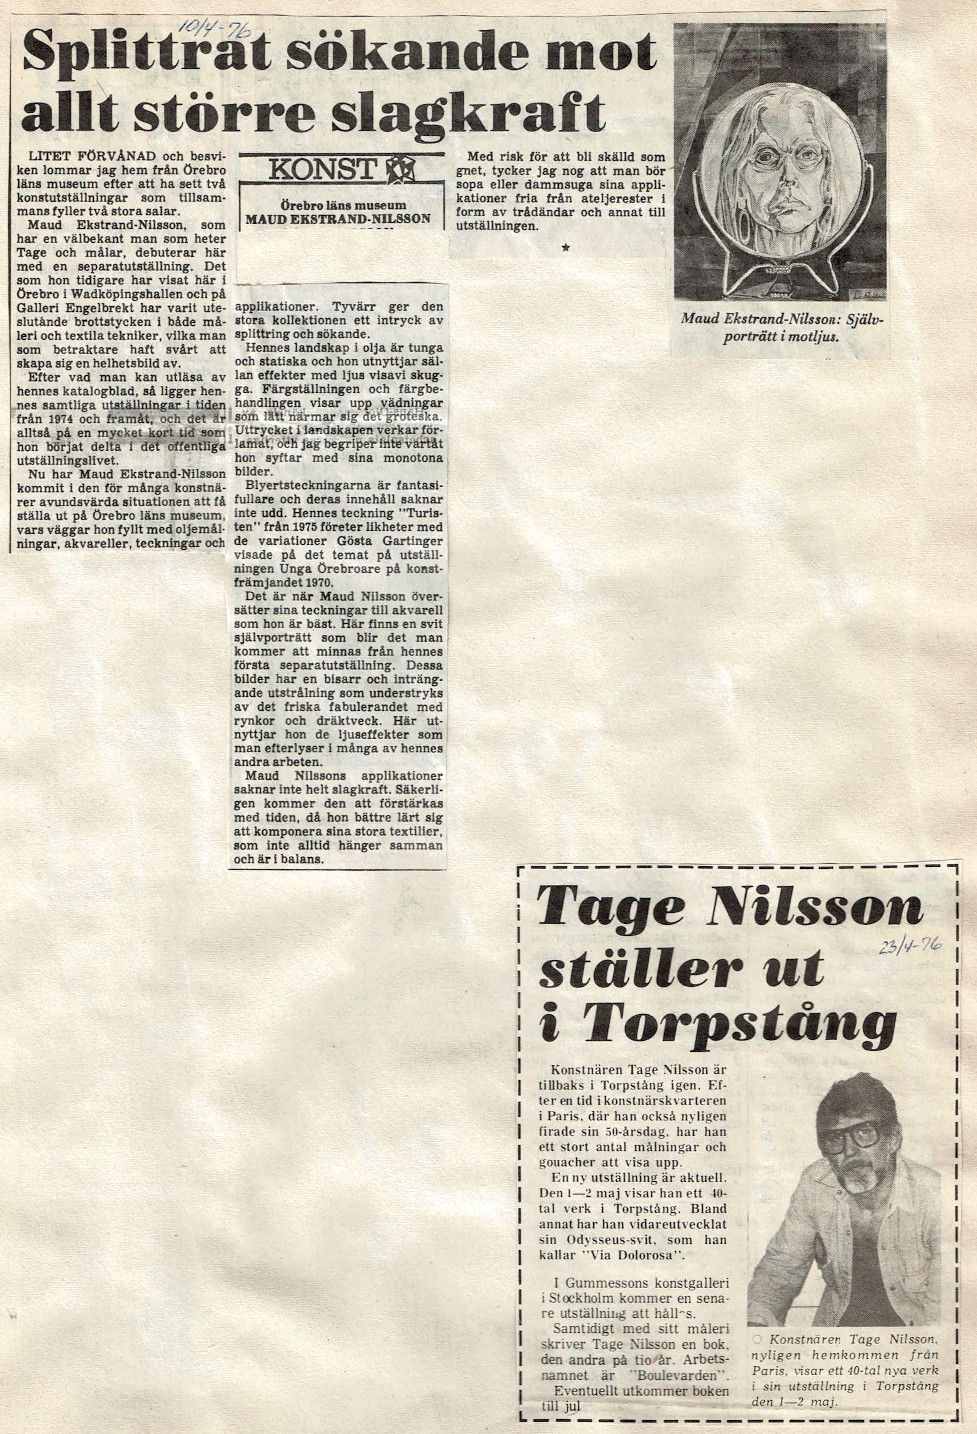 10/4-76
Splittrat sökande mot
allt större slagkraft
LITET FÖRVÅNAD och besvi-
ken lommar jag hem från Örebro
läns museum efter att ha sett två
konstutställningar som tillsam-
mans fyller två stora salar.
Maud Ekstrand-Nilsson, som
har en välbekant man som heter
Tage och målar, debuterar här
med en separatutställning. Det
som hon tidigare har visat här i
Örebro i Wadköpingshallen och på
Galleri Engelbrekt har varit ute-
slutande brottstycken i både må-
leri och textila tekniker, vilka man
som betraktare haft svårt att
skapa sig en helhetsbild av.
Efter vad man kan utläsa av
hennes katalogblad, så ligger hen-
nes samtliga utställningar i tiden
från 1974 och framåt, och det är
alltså på en mycket kort tid som
hon börjat delta i det offentliga
utställningslivet.
Nu har Maud Ekstrand-Nilsson
kommit i den för många konstnä-
rer avundsvärda situationen att få
ställa ut på Örebro läns museum,
vars väggar hon fyllt med oljemål-
ningar, akvareller, teckningar och
KONST
Örebro läns museum
MAUD EKSTRAND-NILSSON
applikationer. Tyvärr ger den
stora kollektionen ett intryck av
splittring och sökande.
Hennes landskap i olja är tunga
och statiska och hon utnyttjar säl-
lan effekter med ljus visavi skug-
ga. Färgställningen och färgbe-
handlingen visar upp vådningar
som lätt närmar sig det groteska.
Uttrycket i landskapen verkar för-
lamat, och jag begriper inte vartåt
hon syftar med sina monotona
bilder.
Blyertsteckningarna är fantasi-
fullare och deras innehåll saknar
inte udd. Hennes teckning "Turis-
ten" från 1975 företer likheter med
de variationer Gösta Gartinger
visade på det temat på utställ-
ningen Unga Örebroare på konst-
främjandet 1970.
Det är när Maud Nilsson över-
sätter sina teckningar till akvarell
som hon är bäst. Här finns en svit
självporträtt som blir det man
kommer att minnas från hennes
första separatutställning. Dessa
bilder har en bisarr och inträng-
ande utstrålning som understryks
av det friska fabulerandet med
rynkor och dräktveck. Här ut-
nyttjar hon de ljuseffekter som
man efterlyser i många av hennes
andra arbeten.
Maud Nilssons applikationer
saknar inte helt slagkraft. Säkerli-
gen kommer den att förstärkas
med tiden, då hon bättre lärt sig
att komponera sina stora textilier,
som inte alltid hänger samman
och är i balans.
Med risk för att bli skälld som
gnet, tycker jag nog att man bör
sopa eller dammsuga sina appli-
kationer fria från ateljerester i
form av trådändar och annat till
utställningen.
★
Maud Ekstrand-Nilsson: Själv-
porträtt i motljus.
Tage Nilsson
23/4-76
ställer ut
i Torpstång
Konstnären Tage Nilsson är
tillbaks i Torpstång igen. Ef-
ter en tid i konstnärskvarteren
i Paris, där han också nyligen
firade sin 50-årsdag, har han
ett stort antal målningar och
gouacher att visa upp.
En ny utställning är aktuell.
Den 1—2 maj visar han ett 40-
tal verk i Torpstång. Bland
annat har han vidareutvecklat
sin Odysseus-svit, som han
kallar "Via Dolorosa".
I Gummessons konstgalleri
i Stockholm kommer en sena-
re utställning att hålls.
Samtidigt med sitt måleri
skriver Tage Nilsson en bok,
den andra på tio år. Arbets-
namnet är "Boulevarden".
Eventuellt utkommer boken
till jul
○ Konstnären Tage Nilsson,
nyligen hemkommen från
Paris, visar ett 40-tal nya verk
i sin utställning i Torpstång
den 1—2 maj.